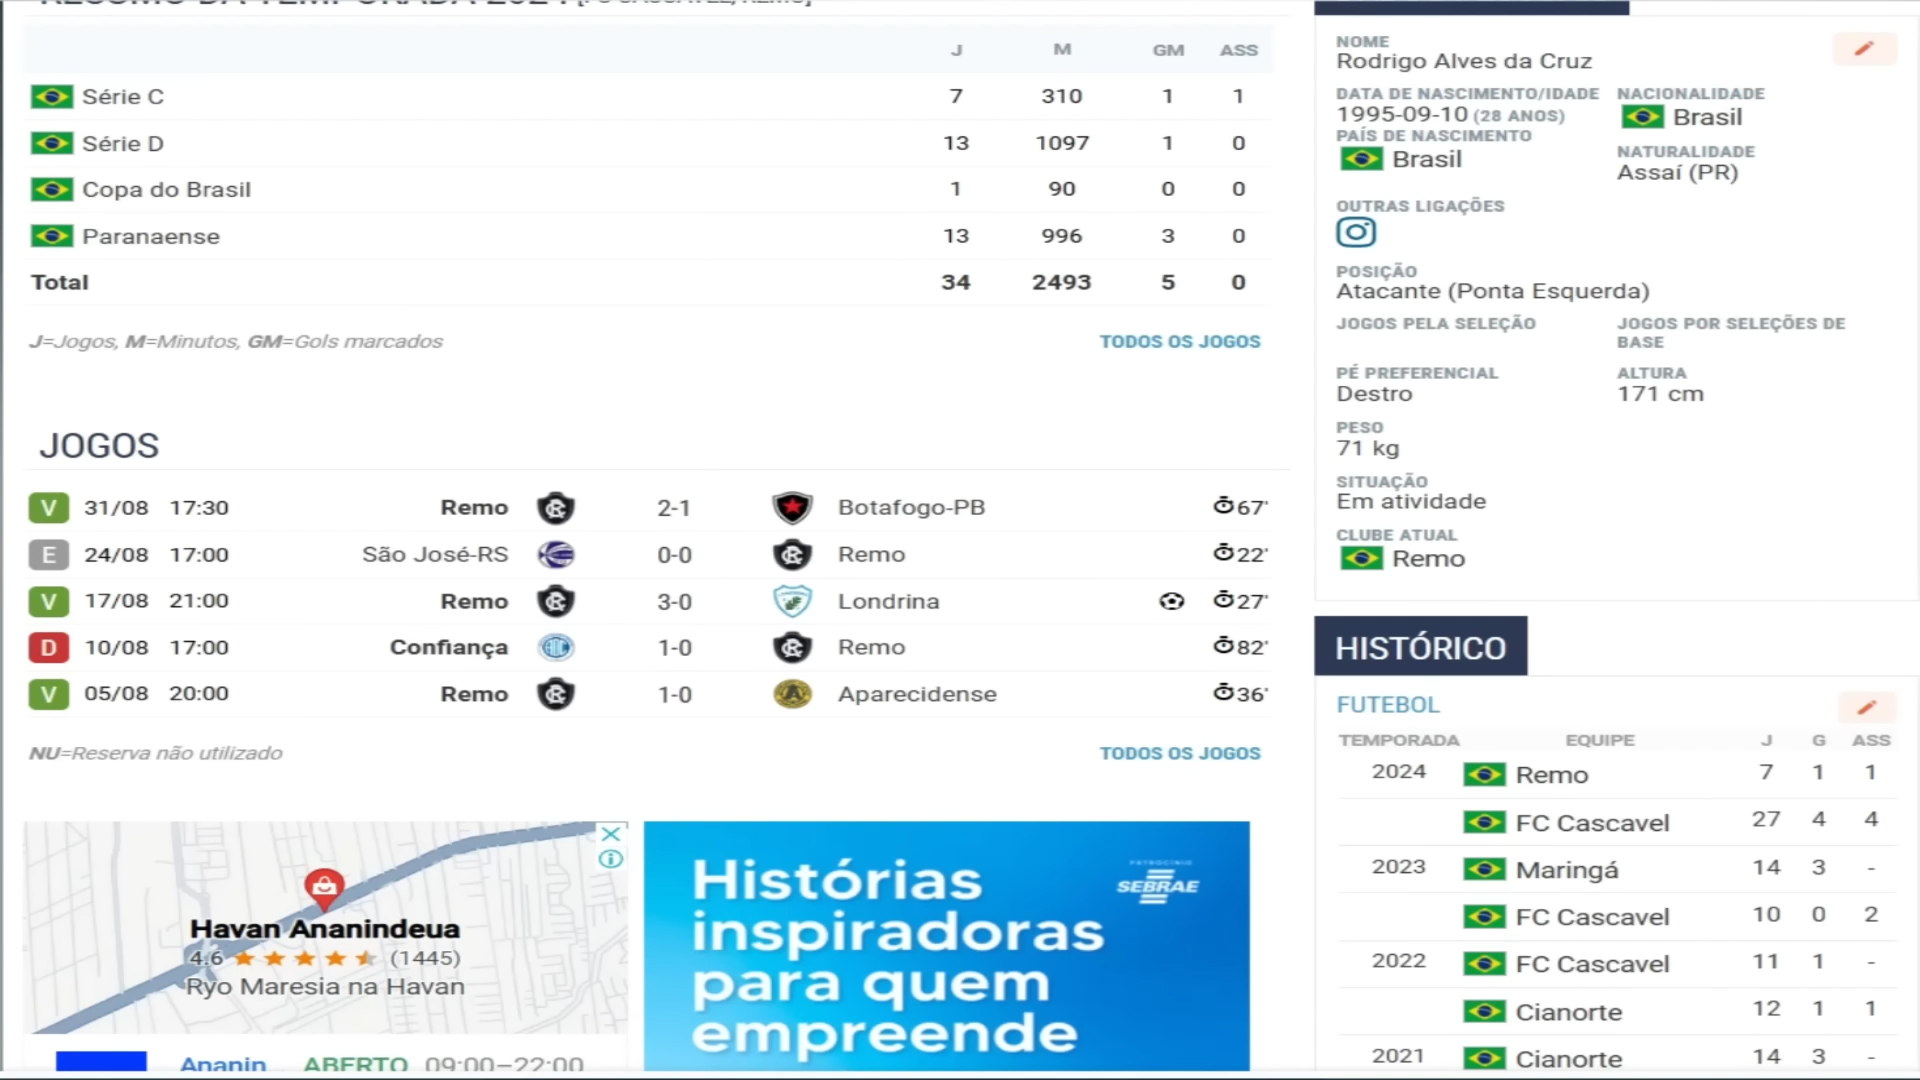 RESUMO DA TEMPORADA 2024 [FC CASCAVEL/REMO]
J M GM ASS
Série C 7 310 1 1
Série D 13 1097 1 0
Copa do Brasil 1 90 0 0
Paranaense 13 996 3 0
Total 34 2493 5 0
J=Jogos, M=Minutos, GM=Gols marcados TODOS OS JOGOS
JOGOS
V 31/08 17:30 Remo 2-1 Botafogo-PB 67'
E 24/08 17:00 São José-RS 0-0 Remo 22'
V 17/08 21:00 Remo 3-0 Londrina 27'
D 10/08 17:00 Confiança 1-0 Remo 82'
V 05/08 20:00 Remo 1-0 Aparecidense 36'
NU=Reserva não utilizado TODOS OS JOGOS
Havan Ananindeua
4.6 (1445)
Ryo Maresia na Havan
Ananin ABERTO 09:00–22:00
Histórias
inspiradoras
para quem
empreende
PATROCÍNIO
SEBRAE
NOME
Rodrigo Alves da Cruz
DATA DE NASCIMENTO/IDADE
1995-09-10 (28 ANOS)
NACIONALIDADE
Brasil
PAÍS DE NASCIMENTO
Brasil
NATURALIDADE
Assaí (PR)
OUTRAS LIGAÇÕES
POSIÇÃO
Atacante (Ponta Esquerda)
JOGOS PELA SELEÇÃO
JOGOS POR SELEÇÕES DE
BASE
PÉ PREFERENCIAL
Destro
ALTURA
171 cm
PESO
71 kg
SITUAÇÃO
Em atividade
CLUBE ATUAL
Remo
HISTÓRICO
FUTEBOL
TEMPORADA EQUIPE J G ASS
2024 Remo 7 1 1
FC Cascavel 27 4 4
2023 Maringá 14 3 -
FC Cascavel 10 0 2
2022 FC Cascavel 11 1 -
Cianorte 12 1 1
2021 Cianorte 14 3 -